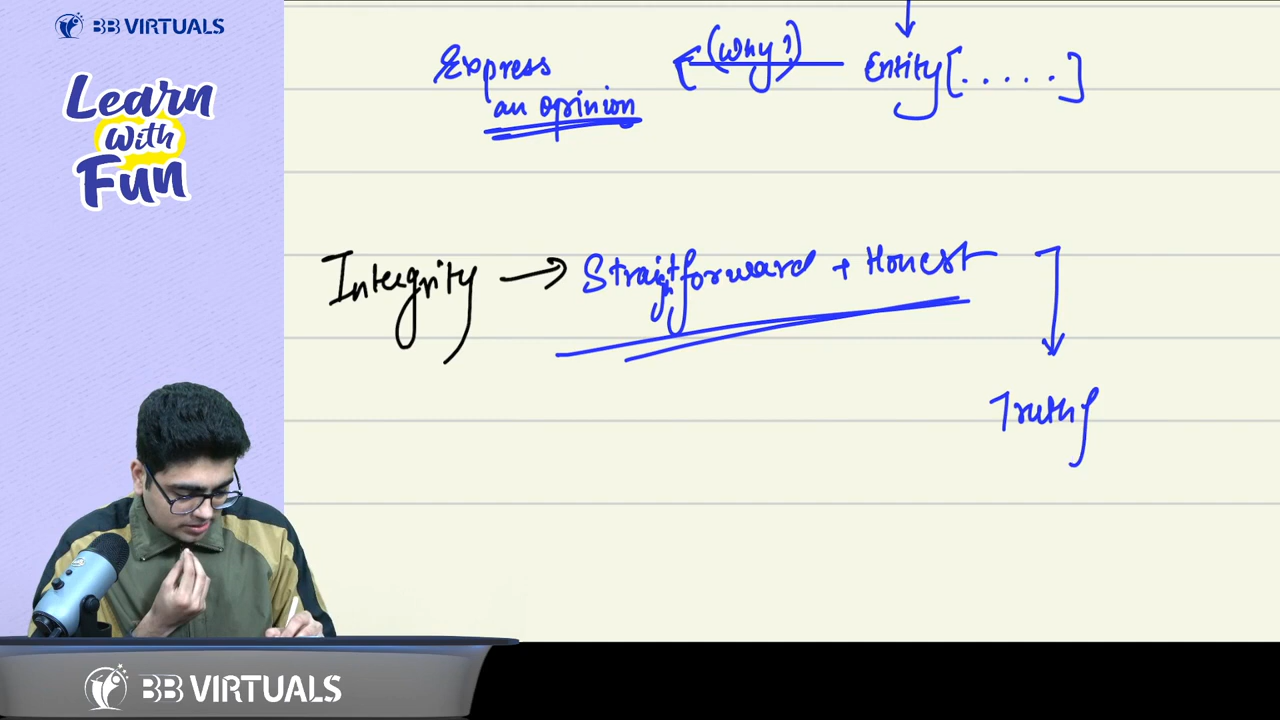 BB VIRTUALS
Learn
With
Fun
Express
an opinion
(Why?)
Entity[.....]
Integrity → Straightforward + Honest
Truthf
BB VIRTUALS